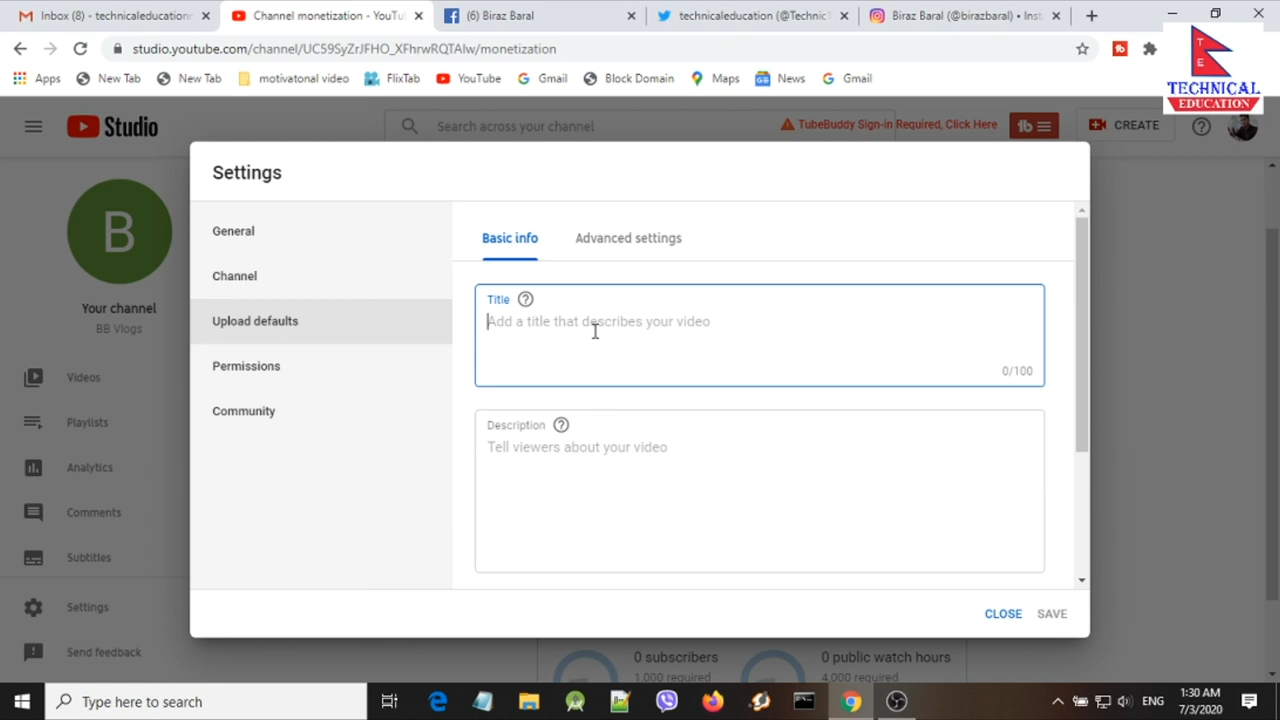 Inbox (8) - technicaleducationn
Channel monetization - YouTu
(6) Biraz Baral
technicaleducation (@Technic
Biraz Baral (@birazbaral) • Inst
studio.youtube.com/channel/UC59SyZrJFHO_XFhrwRQTAlw/monetization
Apps
New Tab
New Tab
motivatonal video
FlixTab
YouTube
Gmail
Block Domain
Maps
News
Gmail
T
E
TECHNICAL
EDUCATION
Studio
Search across your channel
TubeBuddy Sign-in Required, Click Here
tb
CREATE
B
Your channel
BB Vlogs
Videos
Playlists
Analytics
Comments
Subtitles
Settings
Send feedback
Settings
General
Channel
Upload defaults
Permissions
Community
Basic info
Advanced settings
Title
Add a title that describes your video
0/100
Description
Tell viewers about your video
CLOSE
SAVE
0 subscribers
0 public watch hours
1,000 required
4,000 required
Type here to search
ENG
1:30 AM
7/3/2020